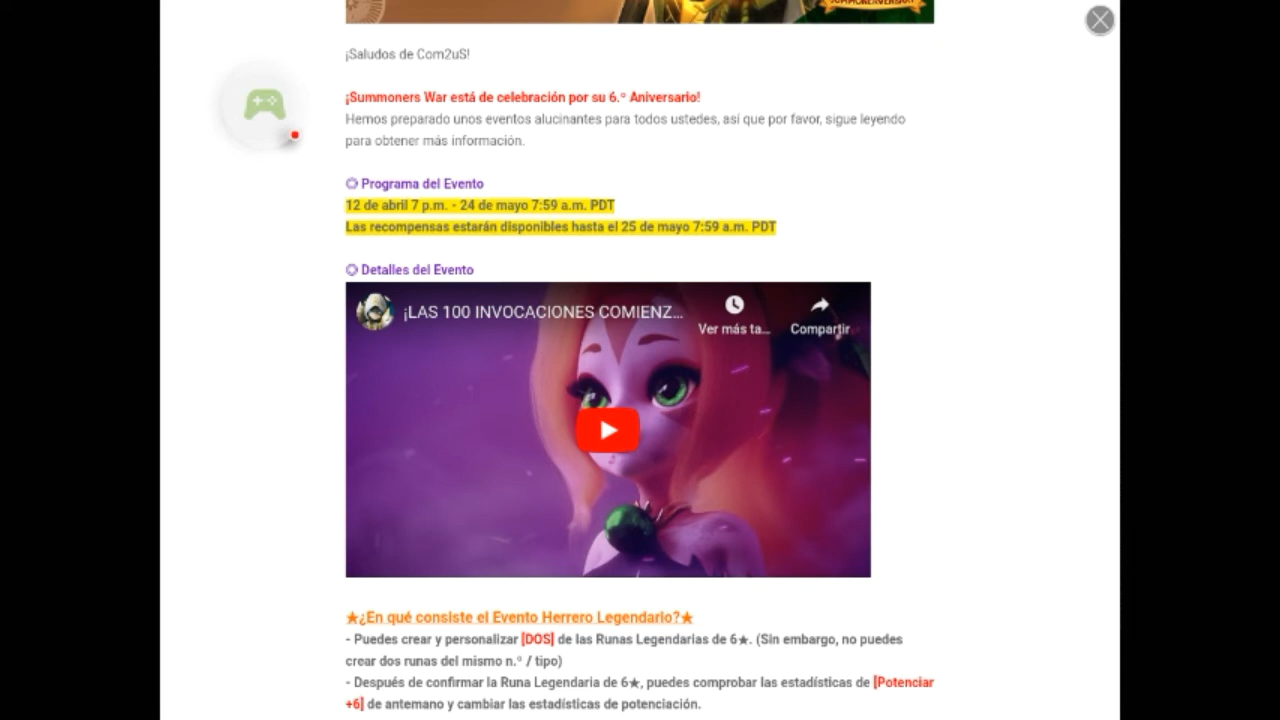 ¡Saludos de Com2uS!
¡Summoners War está de celebración por su 6.º Aniversario!
Hemos preparado unos eventos alucinantes para todos ustedes, así que por favor, sigue leyendo
para obtener más información.
۞ Programa del Evento
12 de abril 7 p.m. - 24 de mayo 7:59 a.m. PDT
Las recompensas estarán disponibles hasta el 25 de mayo 7:59 a.m. PDT
۞ Detalles del Evento
¡LAS 100 INVOCACIONES COMIENZ...
Ver más ta...
Compartir
★¿En qué consiste el Evento Herrero Legendario?★
- Puedes crear y personalizar [DOS] de las Runas Legendarias de 6★. (Sin embargo, no puedes
crear dos runas del mismo n.º / tipo)
- Después de confirmar la Runa Legendaria de 6★, puedes comprobar las estadísticas de [Potenciar
+6] de antemano y cambiar las estadísticas de potenciación.